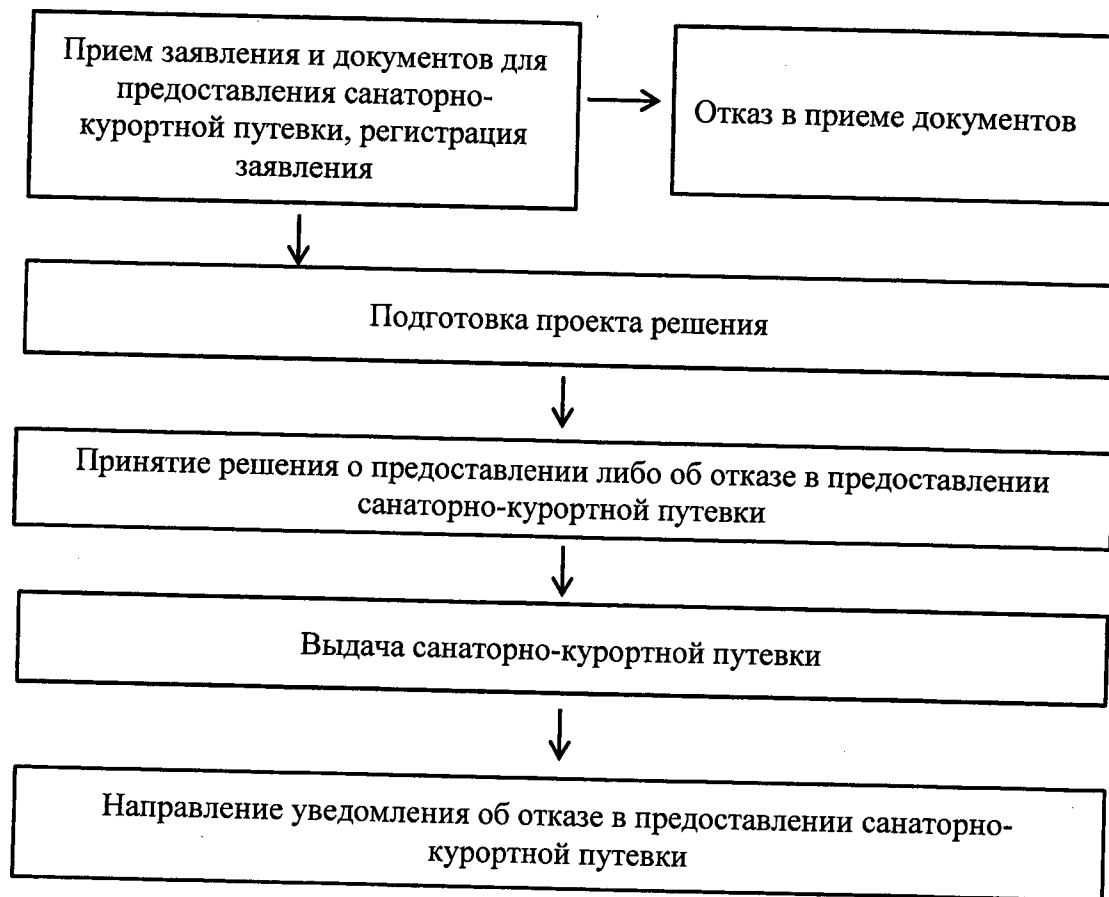 Прием заявления и документов для
предоставления санаторно-
курортной путевки, регистрация
заявления
Отказ в приеме документов
Подготовка проекта решения
Принятие решения о предоставлении либо об отказе в предоставлении
санаторно-курортной путевки
Выдача санаторно-курортной путевки
Направление уведомления об отказе в предоставлении санаторно-
курортной путевки